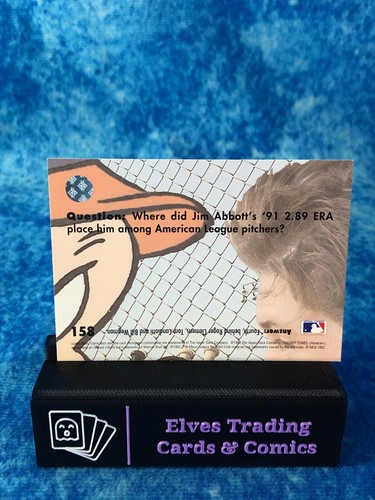 Question: Where did Jim Abbott's '91 2.89 ERA
place him among American League pitchers?
158
Answer: Fourth, behind Roger Clemens, Tom Candiotti and Bill Wegman.
Elves Trading
Cards & Comics